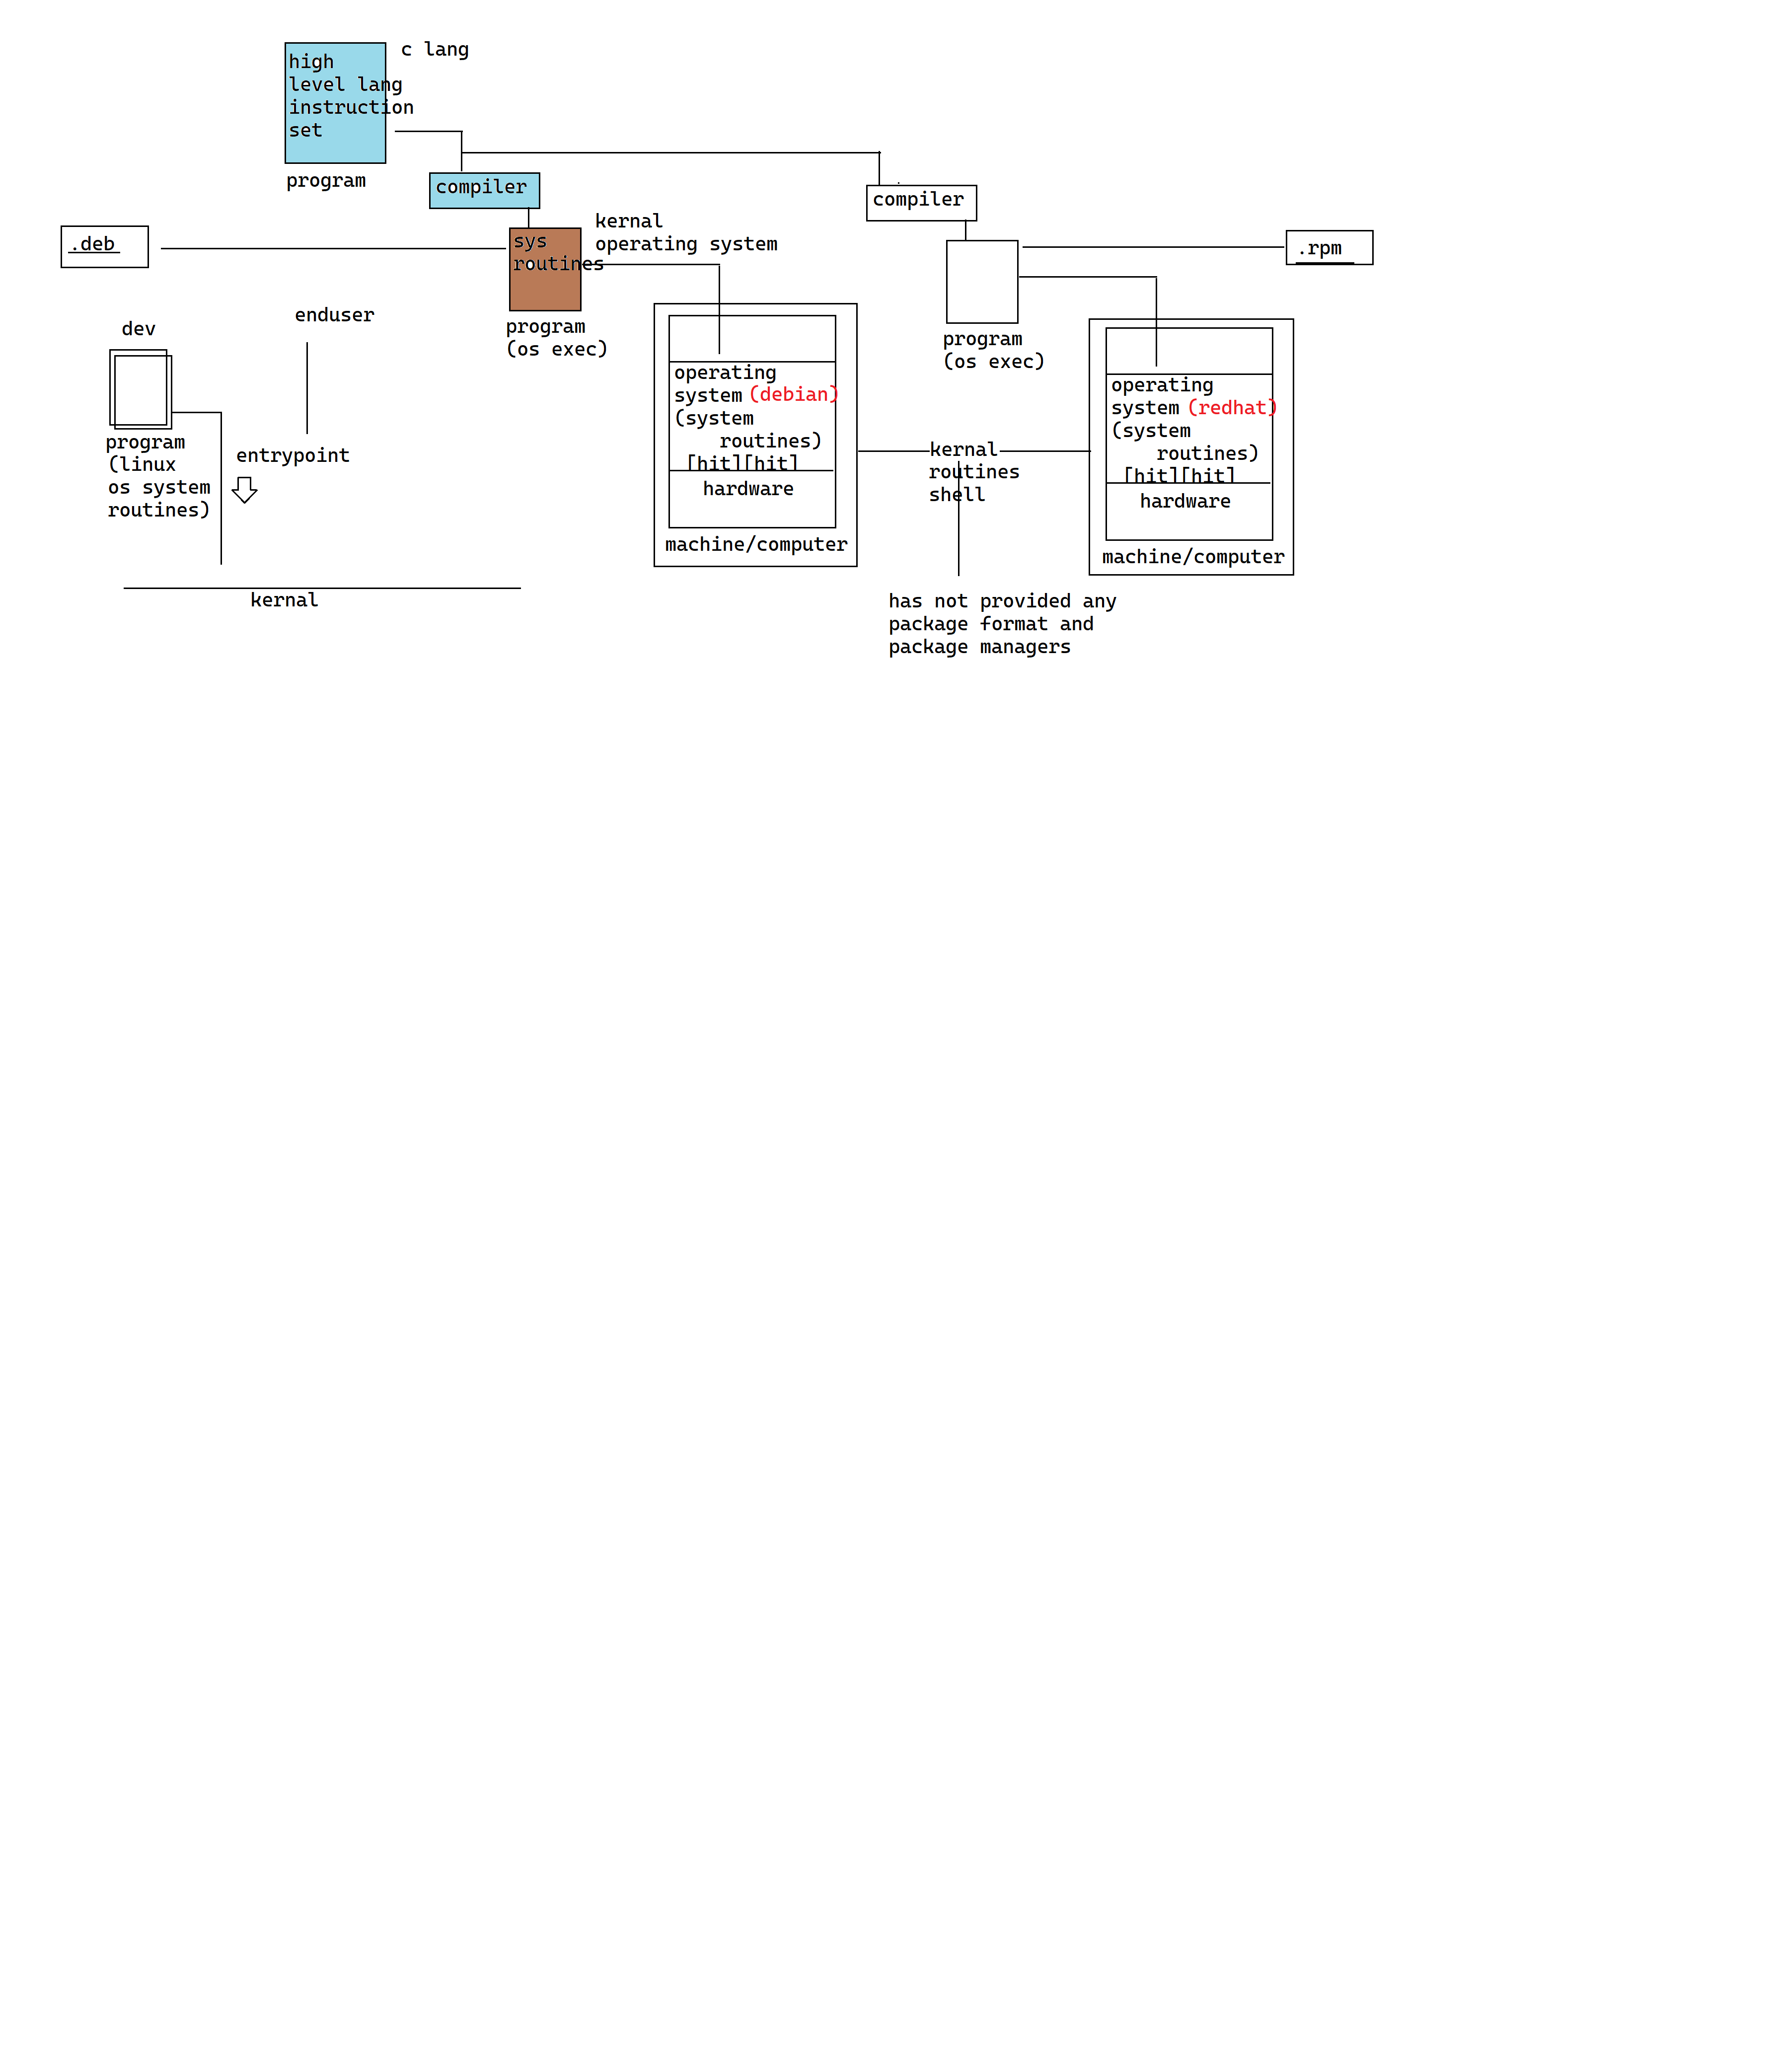 c lang
high
level lang
instruction
set
program
compiler
compiler
kernal
operating system
.deb
sys
routines
.rpm
enduser
dev
program
(os exec)
program
(os exec)
operating
system (debian)
(system
routines)
[hit][hit]
hardware
machine/computer
operating
system (redhat)
(system
routines)
[hit][hit]
hardware
machine/computer
program
(linux
os system
routines)
entrypoint
kernal
routines
shell
kernal
has not provided any
package format and
package managers